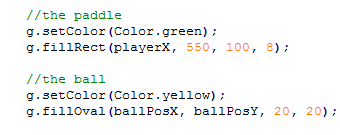 //the paddle
g.setColor(Color.green);
g.fillRect(playerX, 550, 100, 8);

//the ball
g.setColor(Color.yellow);
g.fillOval(ballPosX, ballPosY, 20, 20);